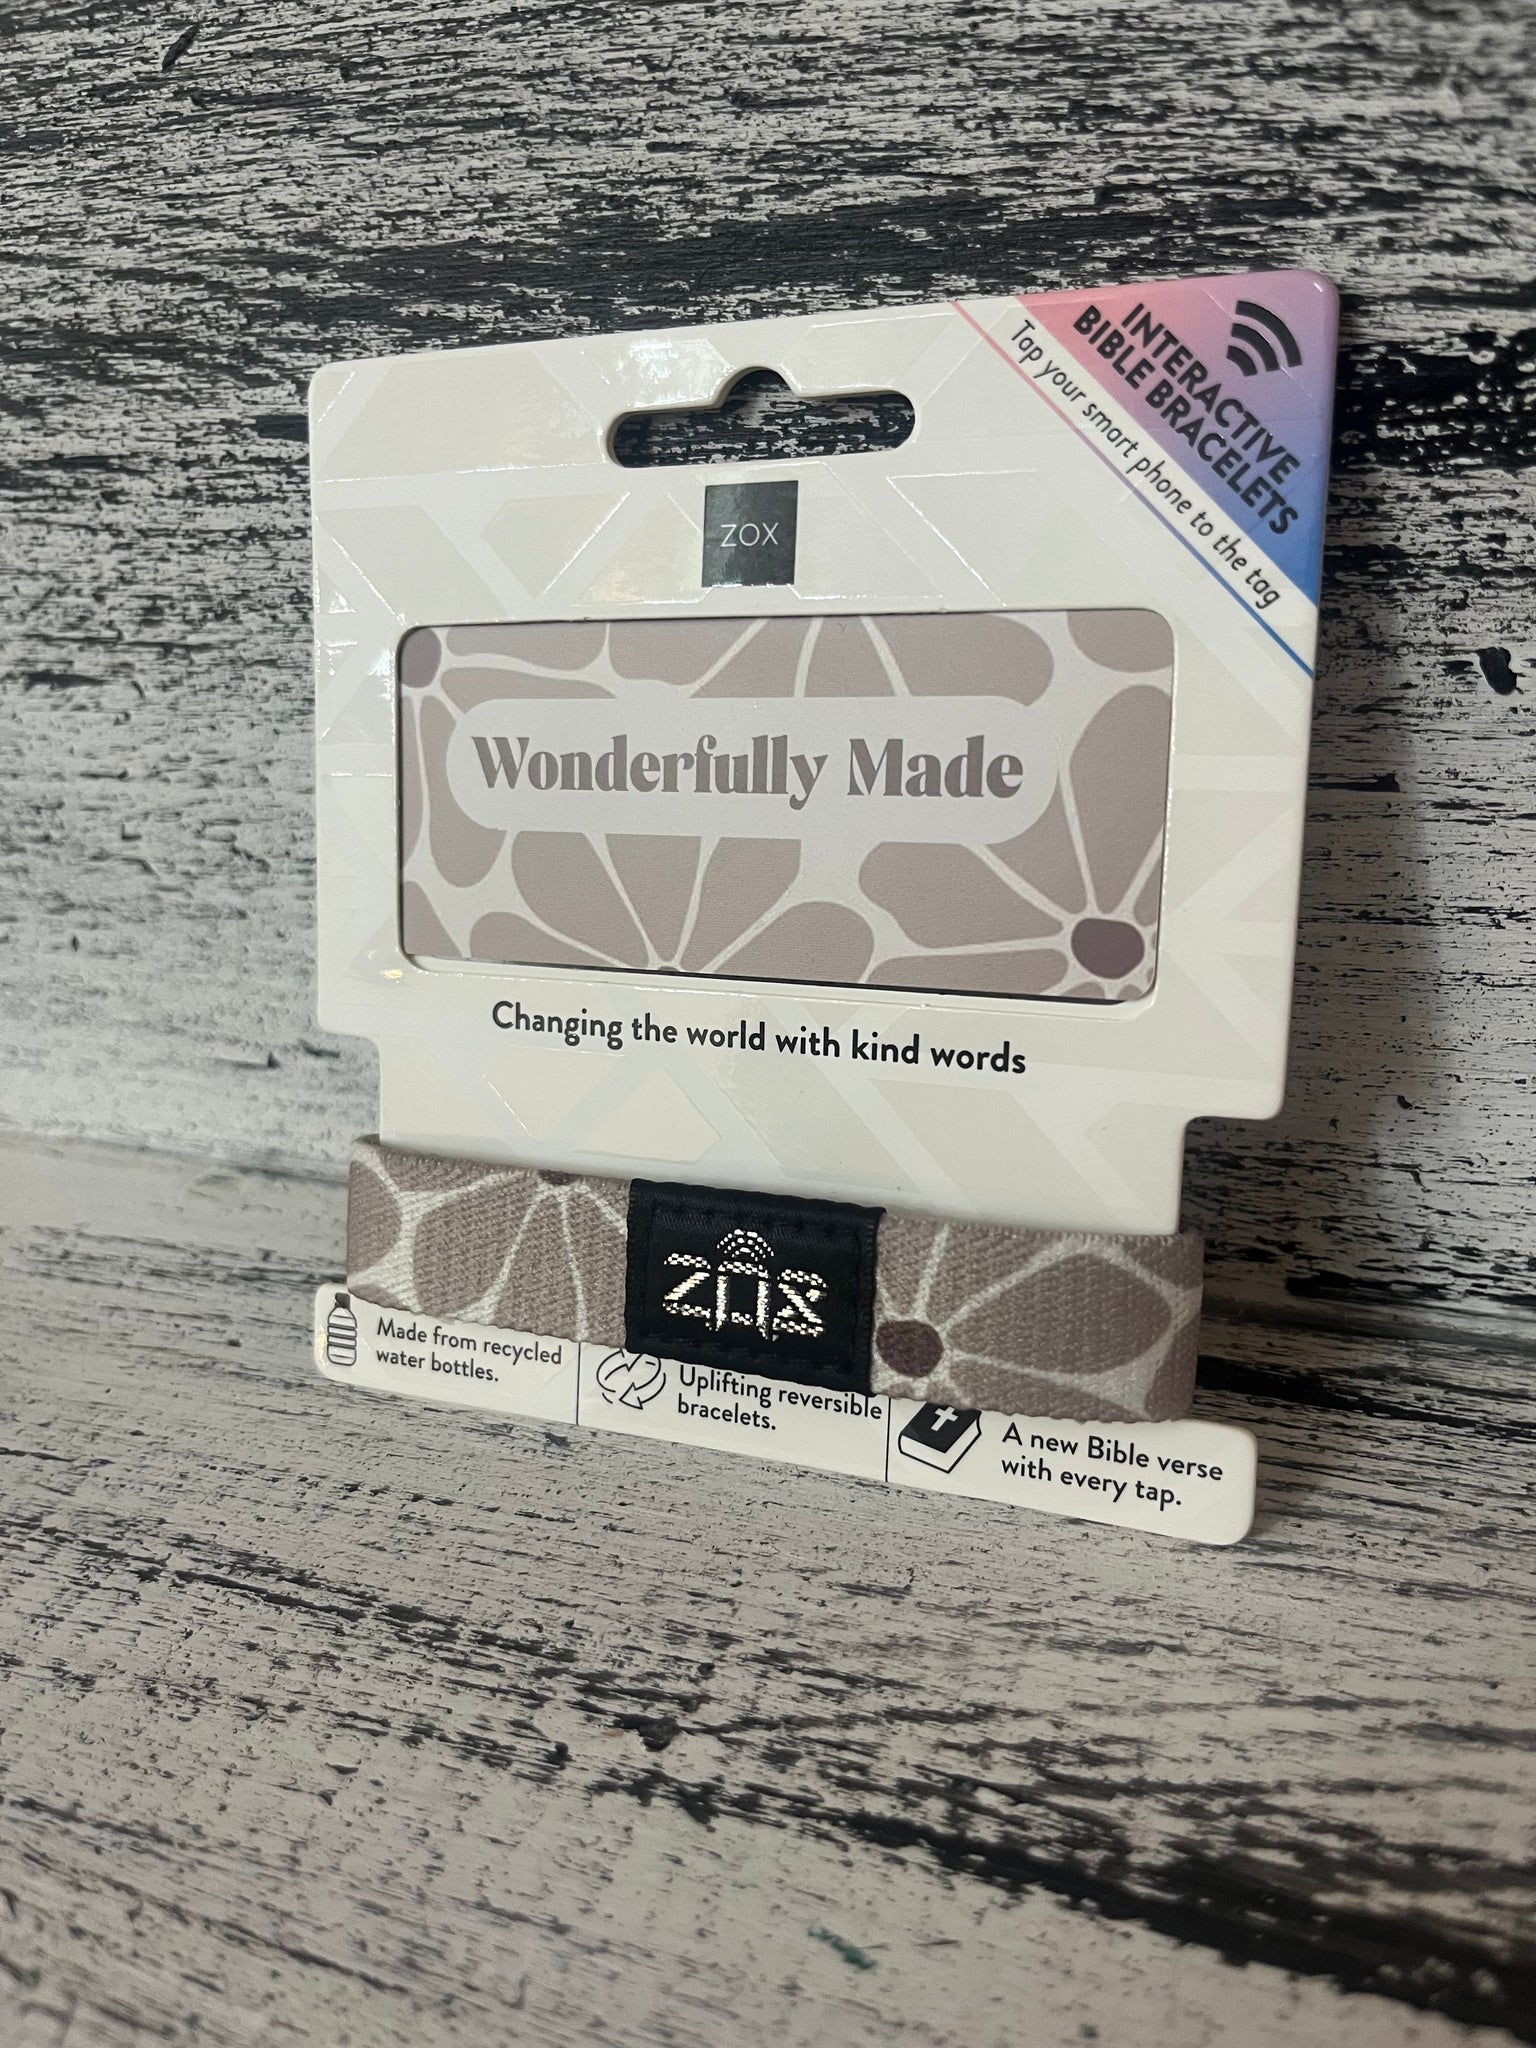 INTERACTIVE
BIBLE BRACELETS
Tap your smart phone to the tag
ZOX
Wonderfully Made
Changing the world with kind words
ZOX
Made from recycled
water bottles.
Uplifting reversible
bracelets.
A new Bible verse
with every tap.